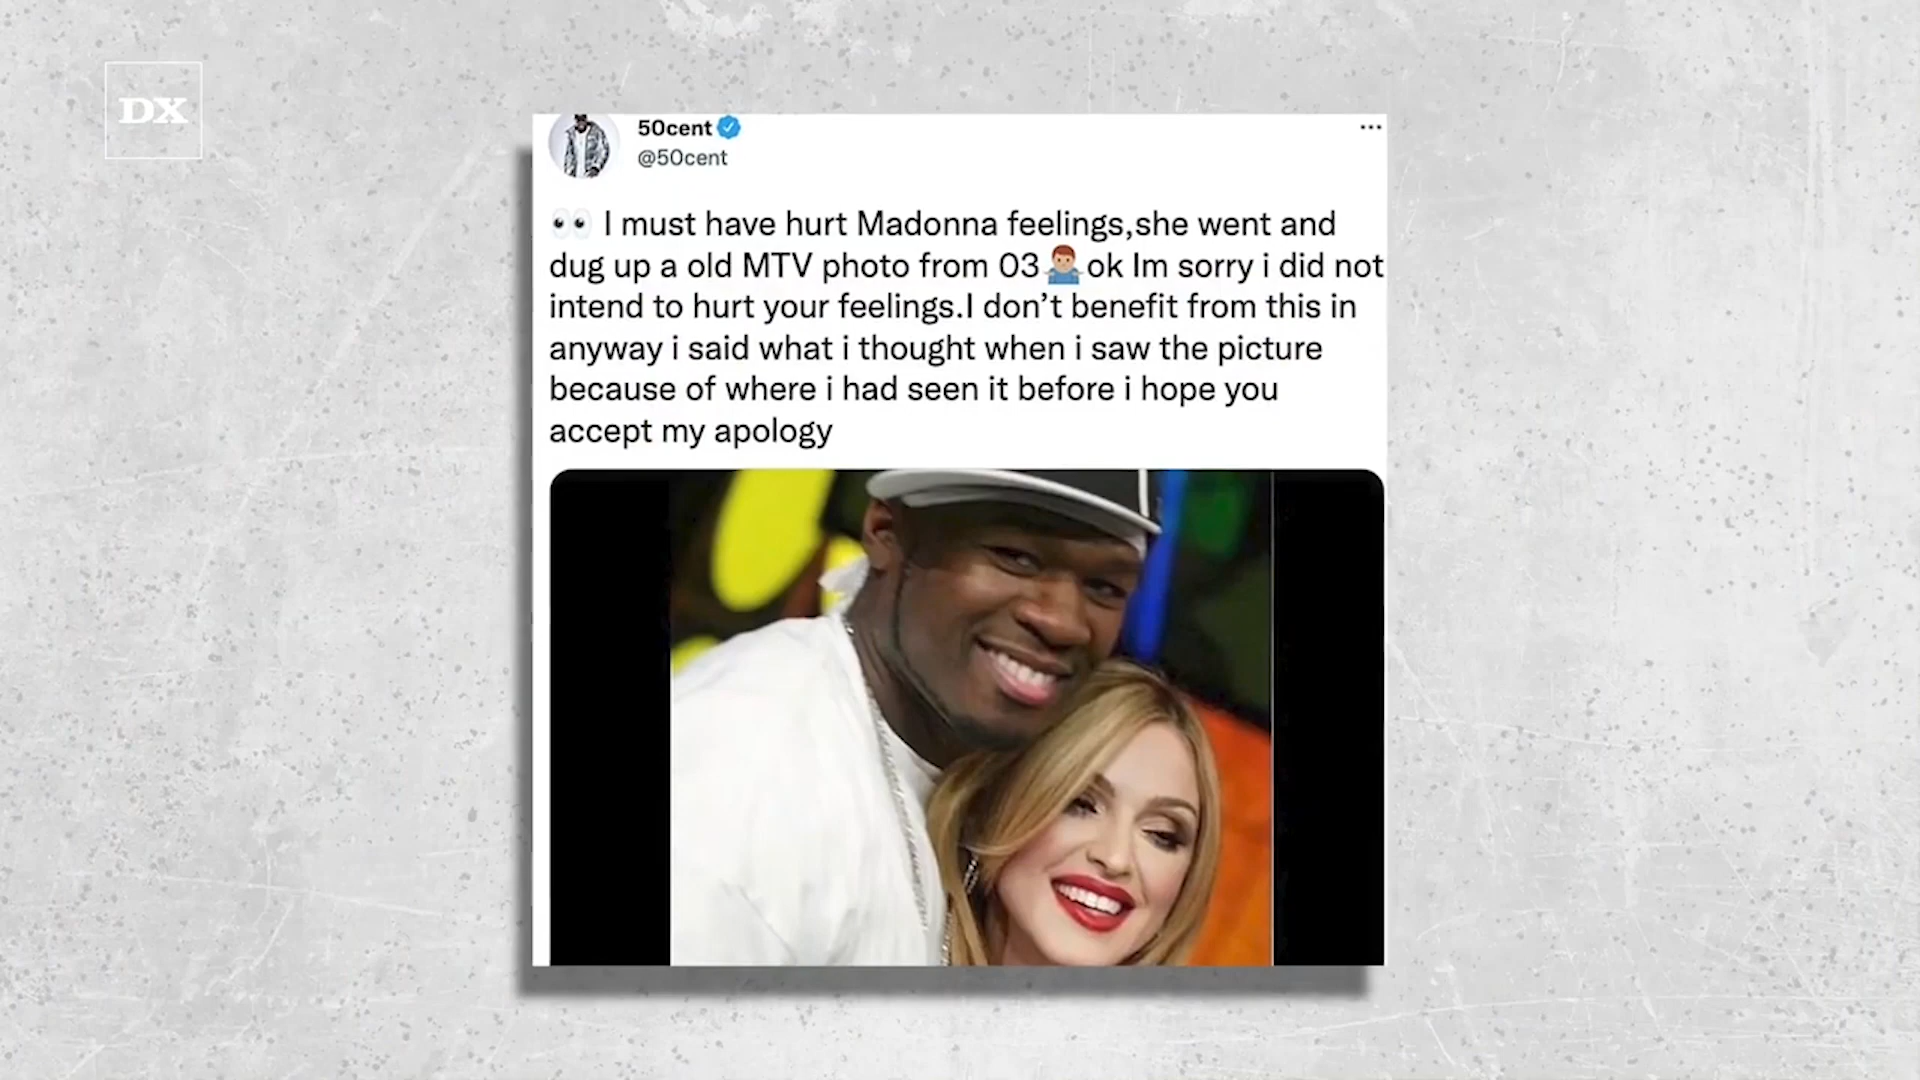 DX
50cent
@50cent
👀 I must have hurt Madonna feelings,she went and
dug up a old MTV photo from 03🤷🏽‍♂️ok Im sorry i did not
intend to hurt your feelings.I don’t benefit from this in
anyway i said what i thought when i saw the picture
because of where i had seen it before i hope you
accept my apology